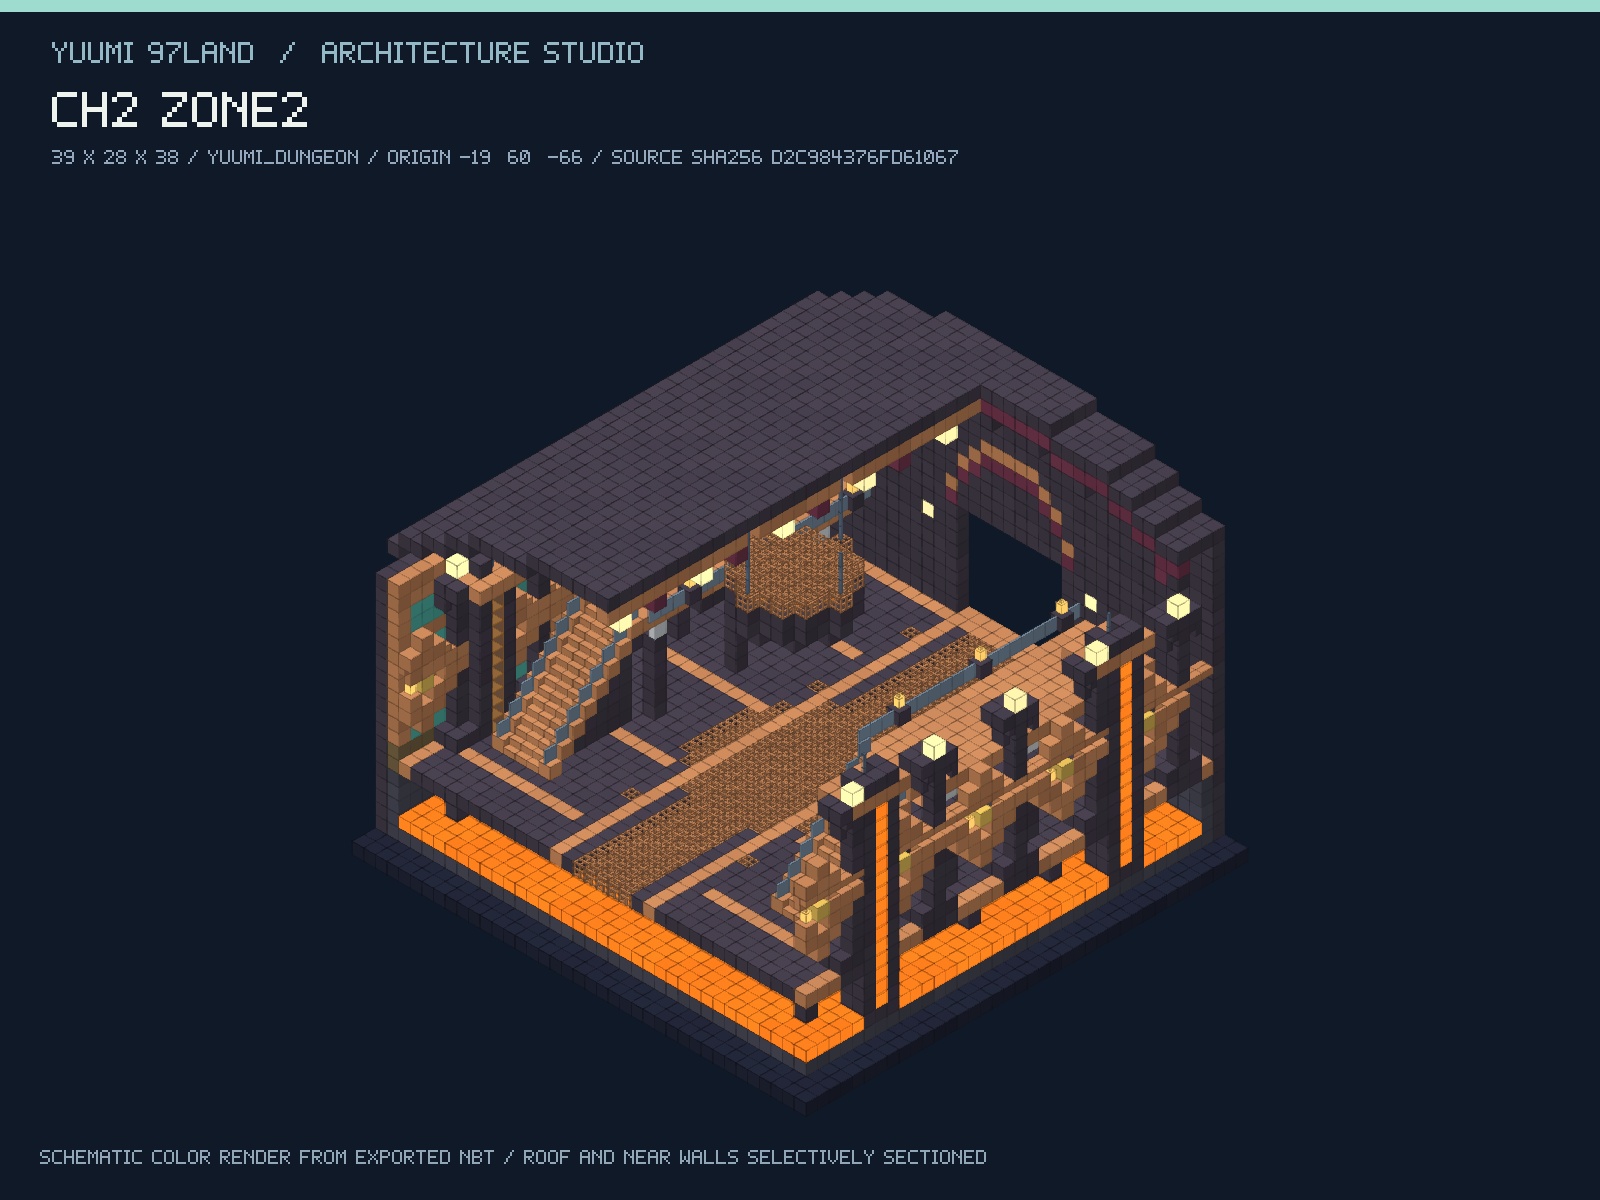 YUUMI 97LAND / ARCHITECTURE STUDIO
CH2 ZONE2
39 X 28 X 38 / YUUMI_DUNGEON / ORIGIN -19 60 -66 / SOURCE SHA256 D2C984376FD61067
SCHEMATIC COLOR RENDER FROM EXPORTED NBT / ROOF AND NEAR WALLS SELECTIVELY SECTIONED